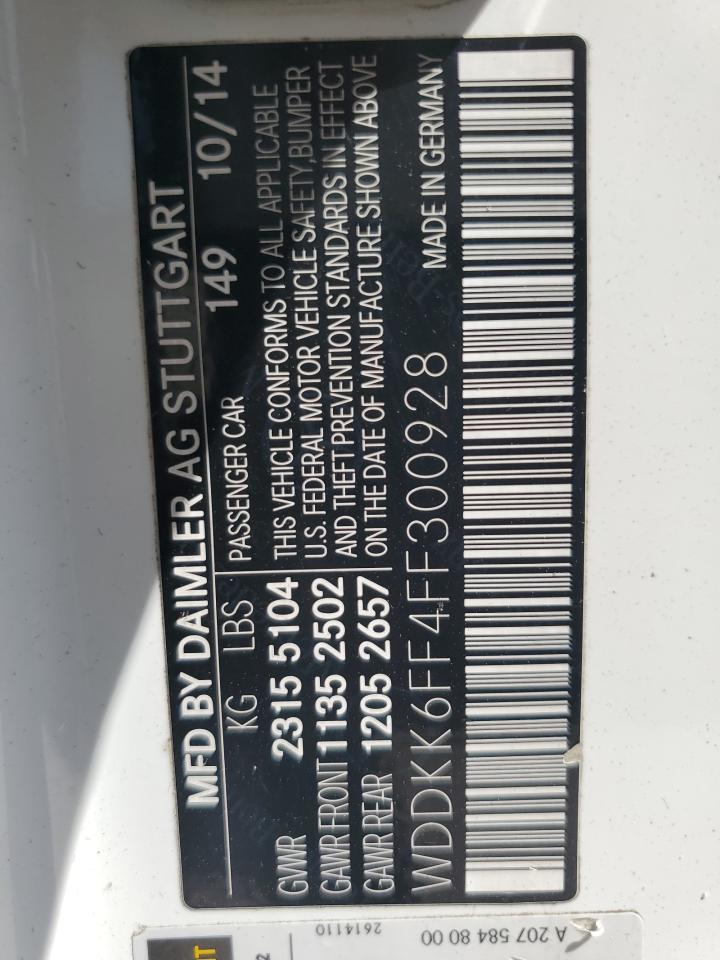 MFD BY DAIMLER AG STUTTGART
KG LBS 149 10/14
GVWR 2315 5104 PASSENGER CAR
GAWR FRONT 1135 2502 THIS VEHICLE CONFORMS TO ALL APPLICABLE
GAWR REAR 1205 2657 U.S. FEDERAL MOTOR VEHICLE SAFETY,BUMPER
AND THEFT PREVENTION STANDARDS IN EFFECT
ON THE DATE OF MANUFACTURE SHOWN ABOVE
WDDKK6FF4FF300928 MADE IN GERMANY
2614110
A 207 584 80 00